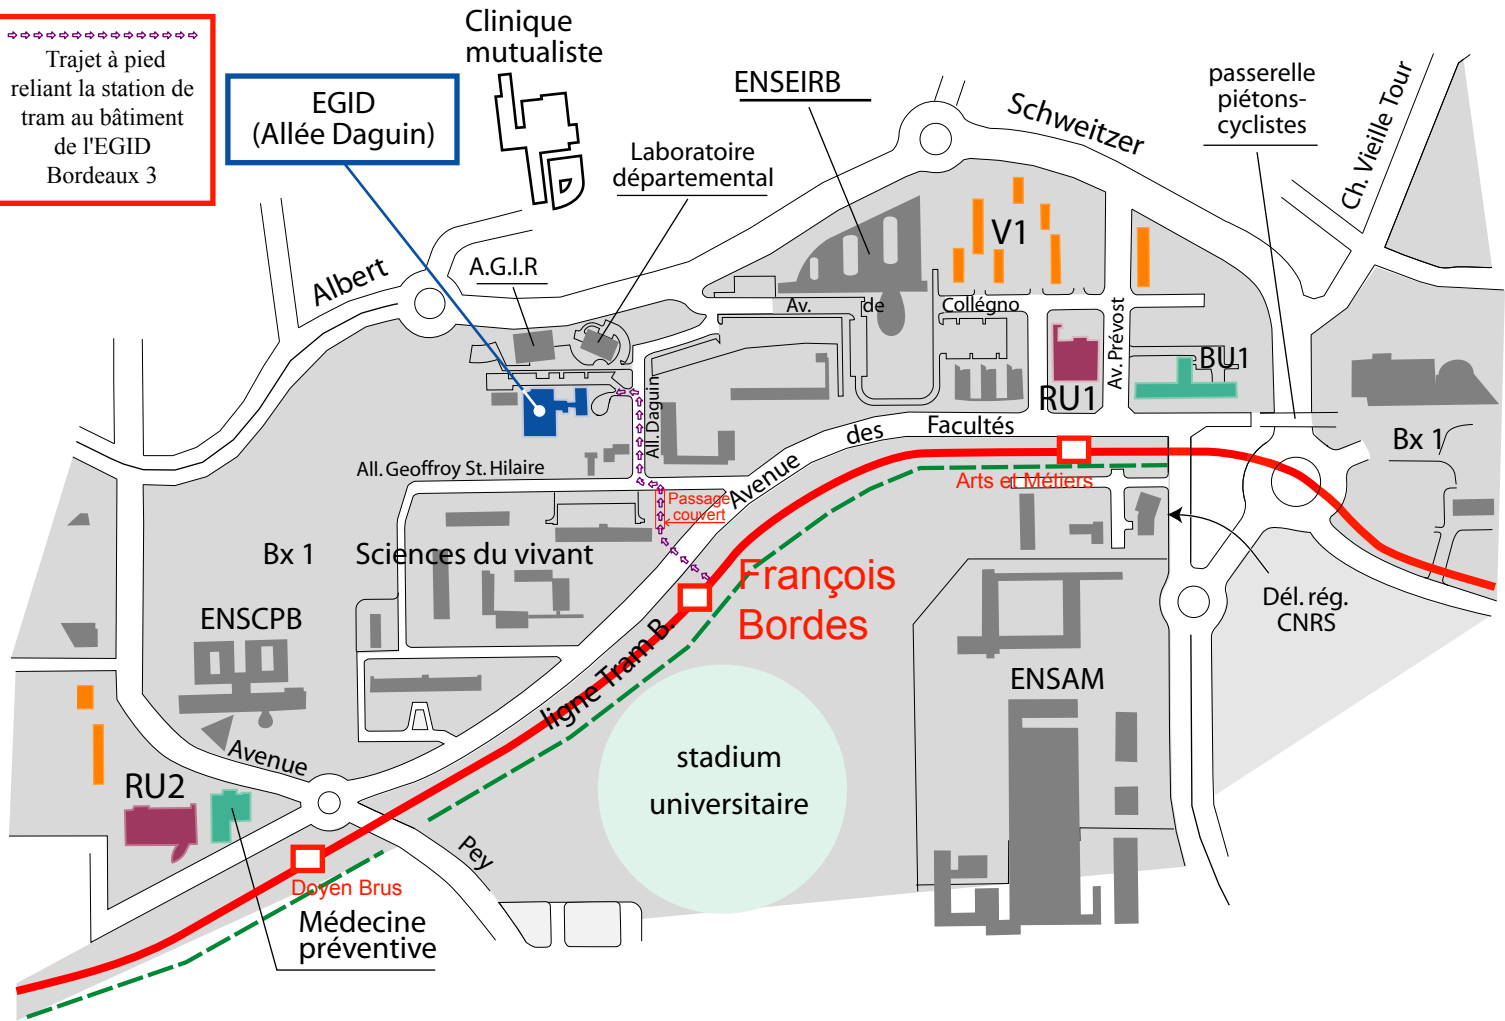 Trajet à pied
reliant la station de
tram au bâtiment
de l'EGID
Bordeaux 3
EGID
(Allée Daguin)
Clinique
mutualiste
ENSEIRB
Laboratoire
départemental
A.G.I.R
Albert
Schweitzer
passerelle
piétons-
cyclistes
Ch. Vieille Tour
V1
Av. de Collégno
Av. Prévost
BU1
RU1
Bx 1
All. Daguin
All. Geoffroy St. Hilaire
Avenue des Facultés
Arts et Métiers
Passage
couvert
Bx 1
Sciences du vivant
François
Bordes
Dél. rég.
CNRS
ENSCPB
ligne Tram B.
ENSAM
stadium
universitaire
Avenue
RU2
Pey
Doyen Brus
Médecine
préventive